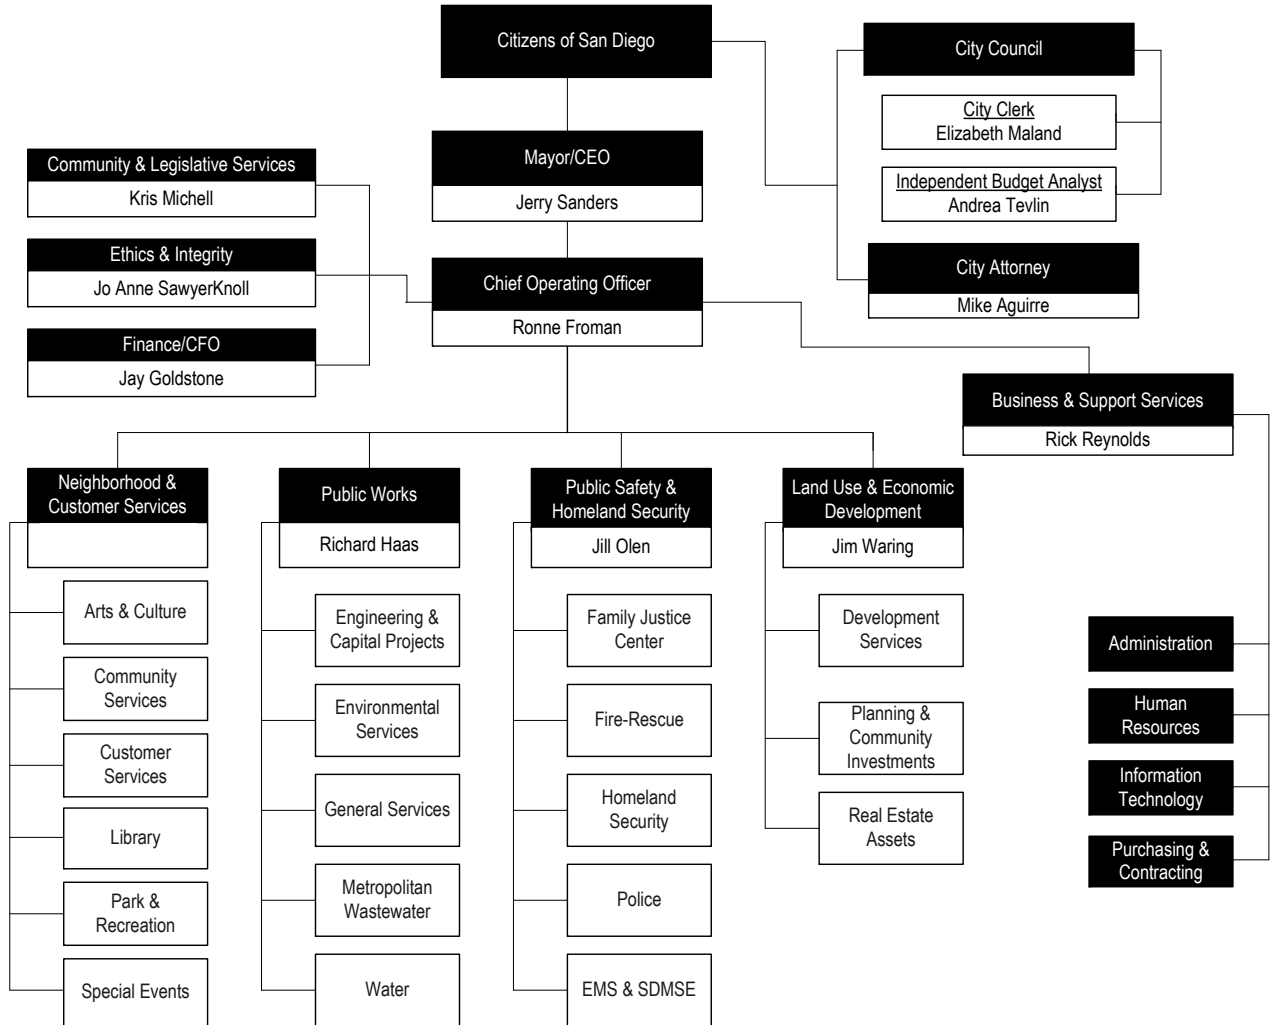 Citizens of San Diego
City Council
City Clerk
Elizabeth Maland
Independent Budget Analyst
Andrea Tevlin
City Attorney
Mike Aguirre
Mayor/CEO
Jerry Sanders
Community & Legislative Services
Kris Michell
Ethics & Integrity
Jo Anne SawyerKnoll
Finance/CFO
Jay Goldstone
Chief Operating Officer
Ronne Froman
Business & Support Services
Rick Reynolds
Administration
Human
Resources
Information
Technology
Purchasing &
Contracting
Neighborhood &
Customer Services
Arts & Culture
Community
Services
Customer
Services
Library
Park &
Recreation
Special Events
Public Works
Richard Haas
Engineering &
Capital Projects
Environmental
Services
General Services
Metropolitan
Wastewater
Water
Public Safety &
Homeland Security
Jill Olen
Family Justice
Center
Fire-Rescue
Homeland
Security
Police
EMS & SDMSE
Land Use & Economic
Development
Jim Waring
Development
Services
Planning &
Community
Investments
Real Estate
Assets